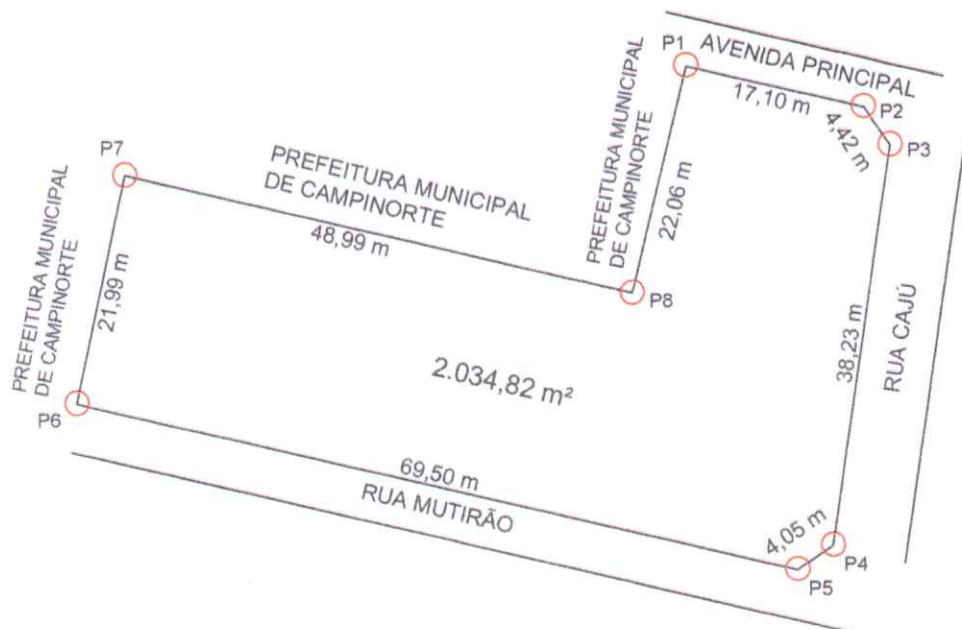 P1
AVENIDA PRINCIPAL
17,10 m
P2
4,42 m
P3
PREFEITURA MUNICIPAL
DE CAMPINORTE
22,06 m
P7
PREFEITURA MUNICIPAL
DE CAMPINORTE
48,99 m
P8
PREFEITURA MUNICIPAL
DE CAMPINORTE
21,99 m
38,23 m
RUA CAJÚ
2.034,82 m²
P6
69,50 m
RUA MUTIRÃO
4,05 m
P4
P5